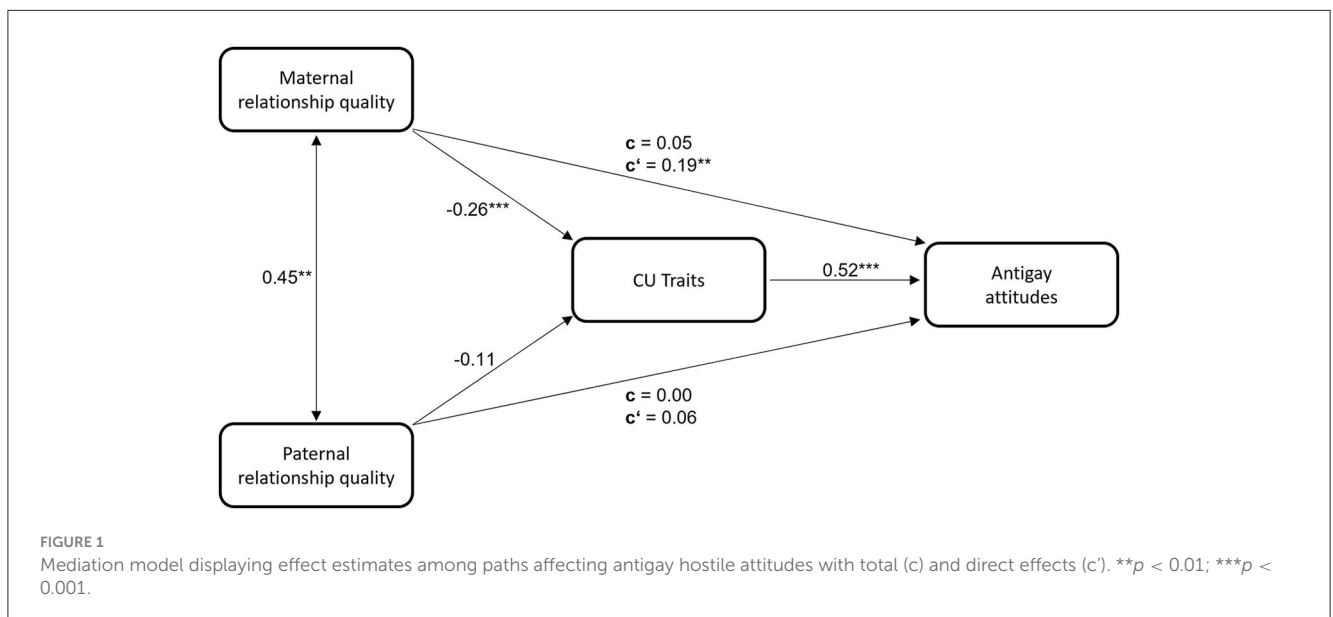 Maternal
relationship quality
c = 0.05
c‘ = 0.19**
-0.26***
0.45**
CU Traits
0.52***
Antigay
attitudes
-0.11
c = 0.00
c‘ = 0.06
Paternal
relationship quality
FIGURE 1
Mediation model displaying effect estimates among paths affecting antigay hostile attitudes with total (c) and direct effects (c’). **p < 0.01; ***p <
0.001.